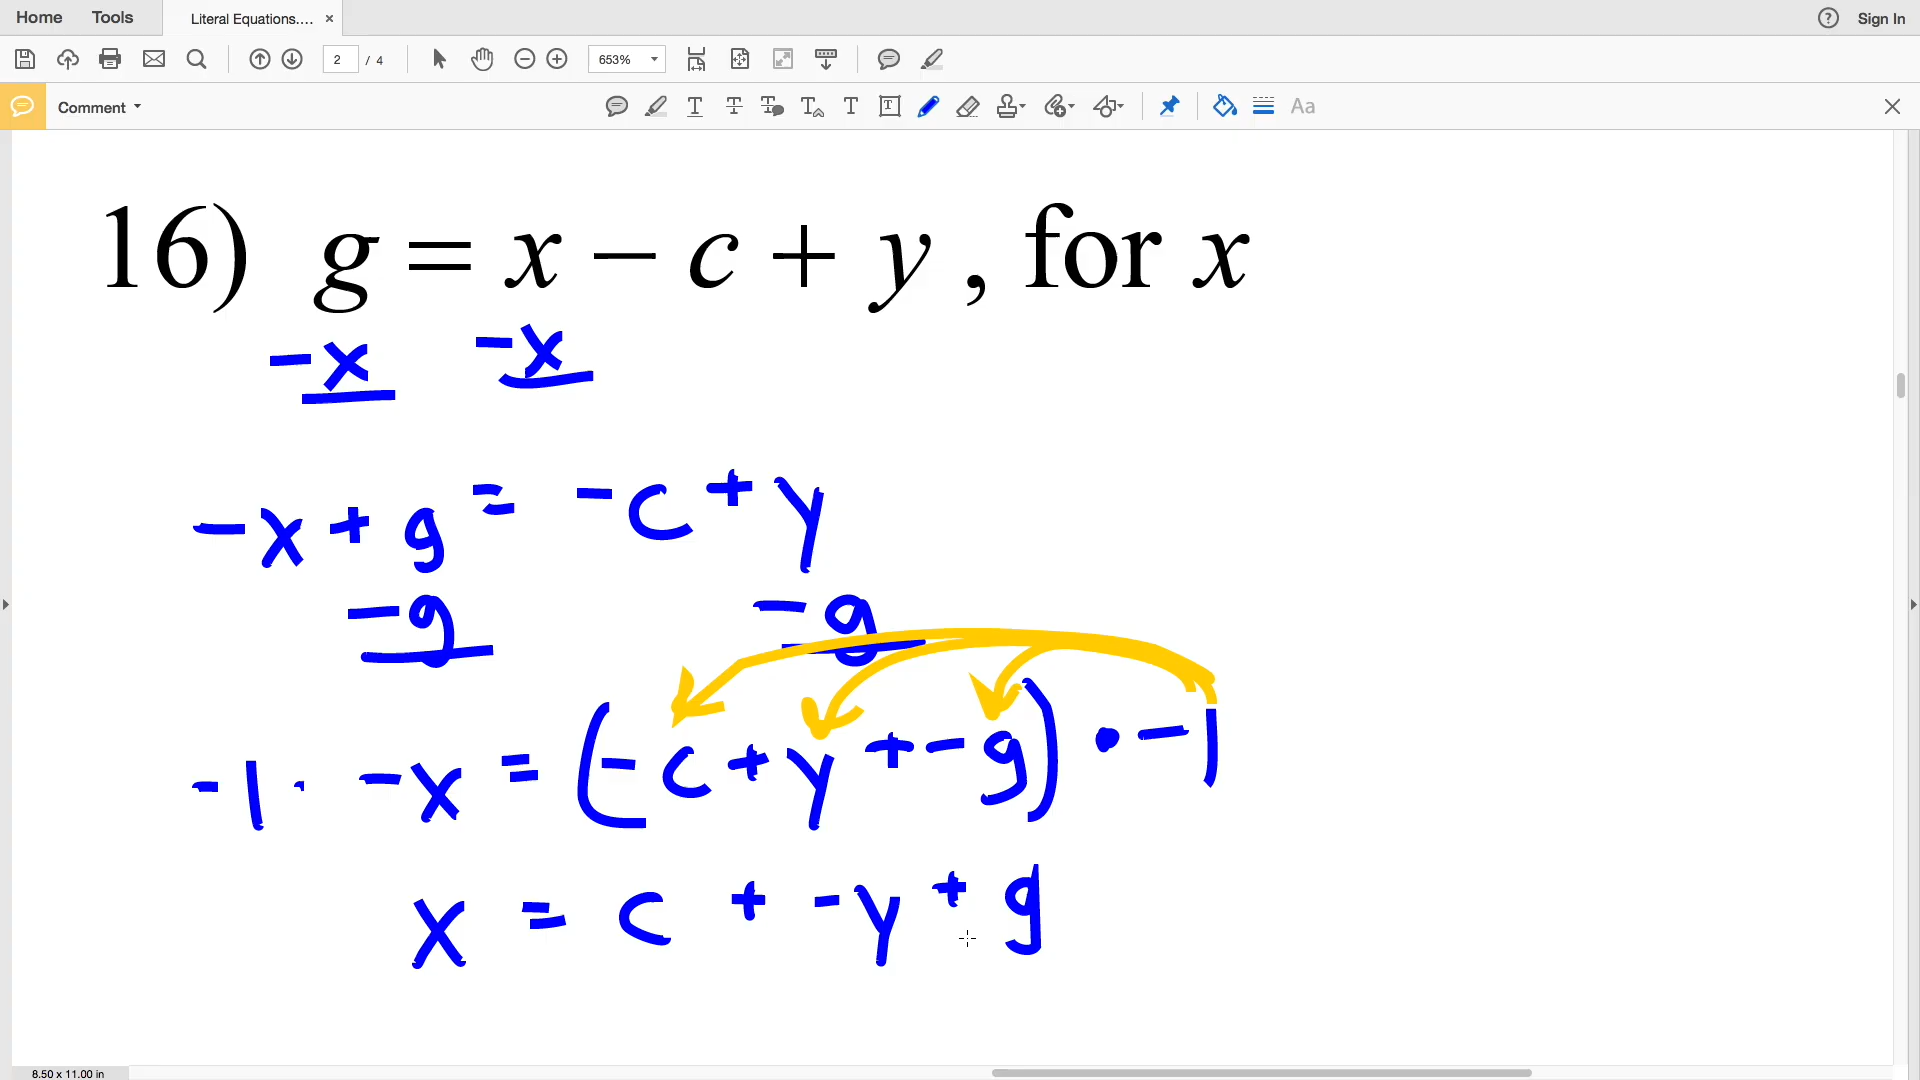 Home Tools Literal Equations.... × ? Sign In
2 / 4 653%
Comment T T T T T T Aa
16) g = x − c + y , for x
-x -x
-x + g = -c + y
-g -g
-1 · -x = (-c + y + -g) · -1
x = c + -y + g
8.50 x 11.00 in